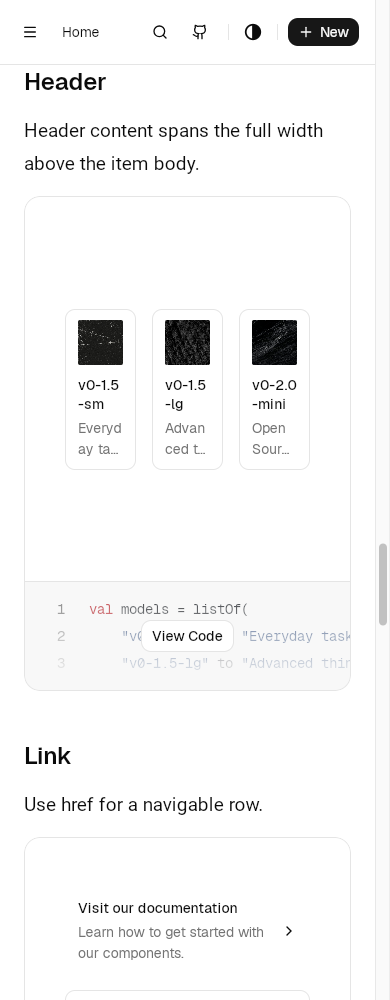 Home
New
Header
Header content spans the full width
above the item body.
v0-1.5
-sm
Everyd
ay ta...
v0-1.5
-lg
Advan
ced t...
v0-2.0
-mini
Open
Sour...
1 val models = listOf(
2 "v0 "Everyday task
View Code
3 "v0-1.5-lg" to "Advanced thin
Link
Use href for a navigable row.
Visit our documentation
Learn how to get started with
our components.